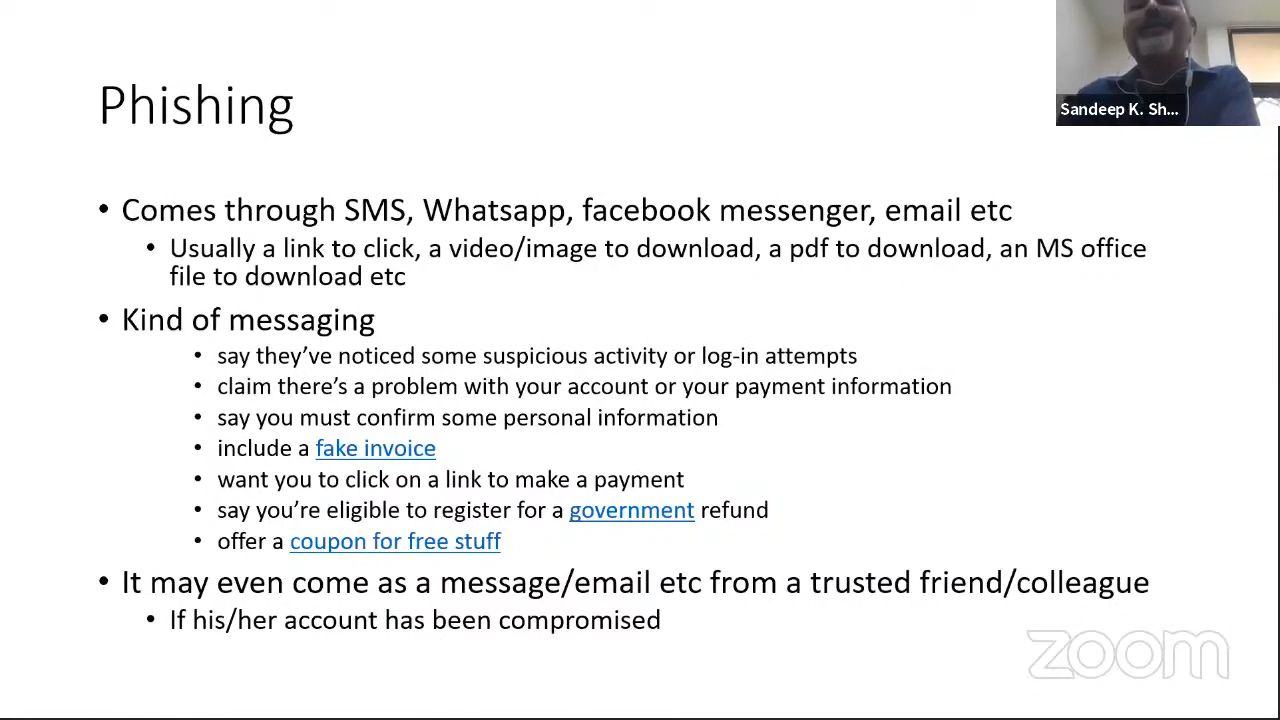 Sandeep K. Sh...
Phishing
• Comes through SMS, Whatsapp, facebook messenger, email etc
• Usually a link to click, a video/image to download, a pdf to download, an MS office
file to download etc
• Kind of messaging
• say they’ve noticed some suspicious activity or log-in attempts
• claim there’s a problem with your account or your payment information
• say you must confirm some personal information
• include a fake invoice
• want you to click on a link to make a payment
• say you’re eligible to register for a government refund
• offer a coupon for free stuff
• It may even come as a message/email etc from a trusted friend/colleague
• If his/her account has been compromised
zoom